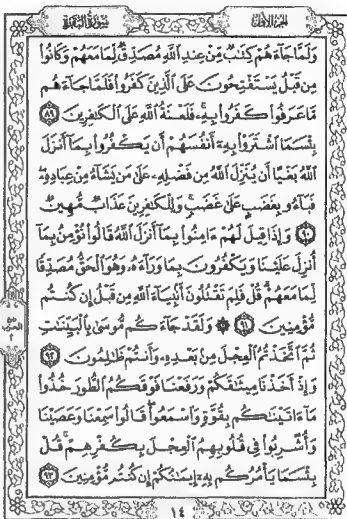 الجزء الأول سورة البقرة
وَلَمَّا جَآءَهُمْ كِتَٰبٌ مِّنْ عِندِ ٱللَّهِ مُصَدِّقٌ لِّمَا مَعَهُمْ وَكَانُوا۟
مِن قَبْلُ يَسْتَفْتِحُونَ عَلَى ٱلَّذِينَ كَفَرُوا۟ فَلَمَّا جَآءَهُم
مَّا عَرَفُوا۟ كَفَرُوا۟ بِهِۦ فَلَعْنَةُ ٱللَّهِ عَلَى ٱلْكَٰفِرِينَ ٨٩
بِئْسَمَا ٱشْتَرَوْا۟ بِهِۦٓ أَنفُسَهُمْ أَن يَكْفُرُوا۟ بِمَآ أَنزَلَ
ٱللَّهُ بَغْيًا أَن يُنَزِّلَ ٱللَّهُ مِن فَضْلِهِۦ عَلَىٰ مَن يَشَآءُ مِنْ عِبَادِهِۦ
فَبَآءُو بِغَضَبٍ عَلَىٰ غَضَبٍ وَلِلْكَٰفِرِينَ عَذَابٌ مُّهِينٌ
٩٠ وَإِذَا قِيلَ لَهُمْ ءَامِنُوا۟ بِمَآ أَنزَلَ ٱللَّهُ قَالُوا۟ نُؤْمِنُ بِمَآ
أُنزِلَ عَلَيْنَا وَيَكْفُرُونَ بِمَا وَرَآءَهُۥ وَهُوَ ٱلْحَقُّ مُصَدِّقًا
لِّمَا مَعَهُمْ قُلْ فَلِمَ تَقْتُلُونَ أَنۢبِيَآءَ ٱللَّهِ مِن قَبْلُ إِن كُنتُم
مُّؤْمِنِينَ ٩١ ۞ وَلَقَدْ جَآءَكُم مُّوسَىٰ بِٱلْبَيِّنَٰتِ
ثُمَّ ٱتَّخَذْتُمُ ٱلْعِجْلَ مِنۢ بَعْدِهِۦ وَأَنتُمْ ظَٰلِمُونَ ٩٢
وَإِذْ أَخَذْنَا مِيثَٰقَكُمْ وَرَفَعْنَا فَوْقَكُمُ ٱلطُّورَ خُذُوا۟
مَآ ءَاتَيْنَٰكُم بِقُوَّةٍ وَٱسْمَعُوا۟ قَالُوا۟ سَمِعْنَا وَعَصَيْنَا
وَأُشْرِبُوا۟ فِى قُلُوبِهِمُ ٱلْعِجْلَ بِكُفْرِهِمْ قُلْ
بِئْسَمَا يَأْمُرُكُم بِهِۦٓ إِيمَٰنُكُمْ إِن كُنتُم مُّؤْمِنِينَ ٩٣
١٤